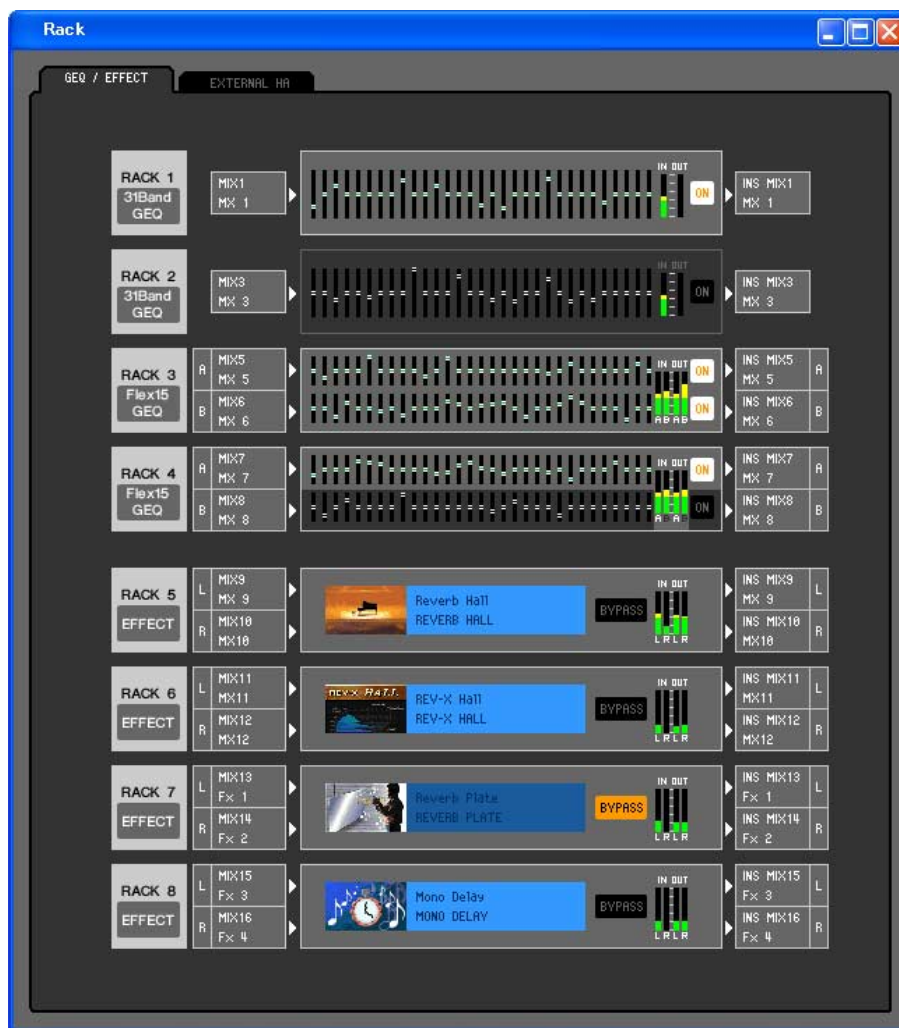 Rack
GEQ / EFFECT
EXTERNAL HA
RACK 1
31Band
GEQ
MIX1
MX 1
IN OUT
ON
INS MIX1
MX 1
RACK 2
31Band
GEQ
MIX3
MX 3
IN OUT
ON
INS MIX3
MX 3
RACK 3
Flex15
GEQ
A
MIX5
MX 5
B
MIX6
MX 6
IN OUT
ON
ON
A B A B
INS MIX5
MX 5
A
INS MIX6
MX 6
B
RACK 4
Flex15
GEQ
A
MIX7
MX 7
B
MIX8
MX 8
IN OUT
ON
ON
A B A B
INS MIX7
MX 7
A
INS MIX8
MX 8
B
RACK 5
EFFECT
L
MIX9
MX 9
R
MIX10
MX10
Reverb Hall
REVERB HALL
BYPASS
IN OUT
L R L R
INS MIX9
MX 9
L
INS MIX10
MX10
R
RACK 6
EFFECT
L
MIX11
MX11
R
MIX12
MX12
REV-X HALL
REV-X Hall
REV-X HALL
BYPASS
IN OUT
L R L R
INS MIX11
MX11
L
INS MIX12
MX12
R
RACK 7
EFFECT
L
MIX13
Fx 1
R
MIX14
Fx 2
Reverb Plate
REVERB PLATE
BYPASS
IN OUT
L R L R
INS MIX13
Fx 1
L
INS MIX14
Fx 2
R
RACK 8
EFFECT
L
MIX15
Fx 3
R
MIX16
Fx 4
Mono Delay
MONO DELAY
BYPASS
IN OUT
L R L R
INS MIX15
Fx 3
L
INS MIX16
Fx 4
R